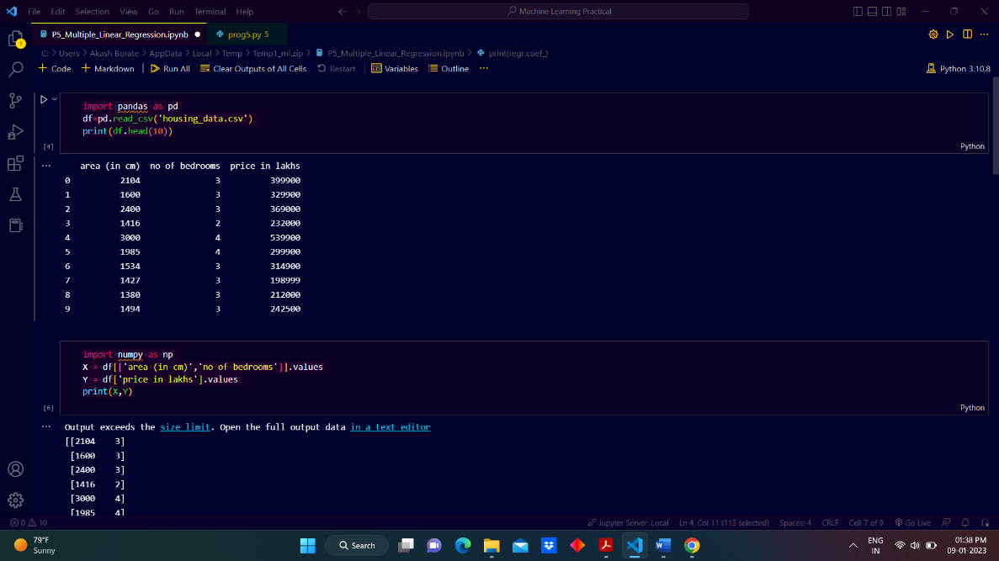 File Edit Selection View Go Run Terminal Help
Machine Learning Practical
P5_Multiple_Linear_Regression.ipynb
prog5.py 5
C: > Users > Akash Borate > AppData > Local > Temp > Temp1_ml.zip > P5_Multiple_Linear_Regression.ipynb > print(regr.coef_)
+ Code + Markdown Run All Clear Outputs of All Cells Restart Variables Outline ... Python 3.10.8
import pandas as pd
df=pd.read_csv('housing_data.csv')
print(df.head(10))
[4] Python
... area (in cm) no of bedrooms price in lakhs
0 2104 3 399900
1 1600 3 329900
2 2400 3 369000
3 1416 2 232000
4 3000 4 539900
5 1985 4 299900
6 1534 3 314900
7 1427 3 198999
8 1380 3 212000
9 1494 3 242500
import numpy as np
X = df[['area (in cm)','no of bedrooms']].values
Y = df['price in lakhs'].values
print(X,Y)
[6] Python
... Output exceeds the size limit. Open the full output data in a text editor
[[2104 3]
[1600 3]
[2400 3]
[1416 2]
[3000 4]
[1985 4]
0 10 Jupyter Server: Local Ln 4, Col 11 (113 selected) Spaces: 4 CRLF Cell 7 of 9 Go Live
79°F
Sunny
Search
ENG
IN
01:38 PM
09-01-2023
1